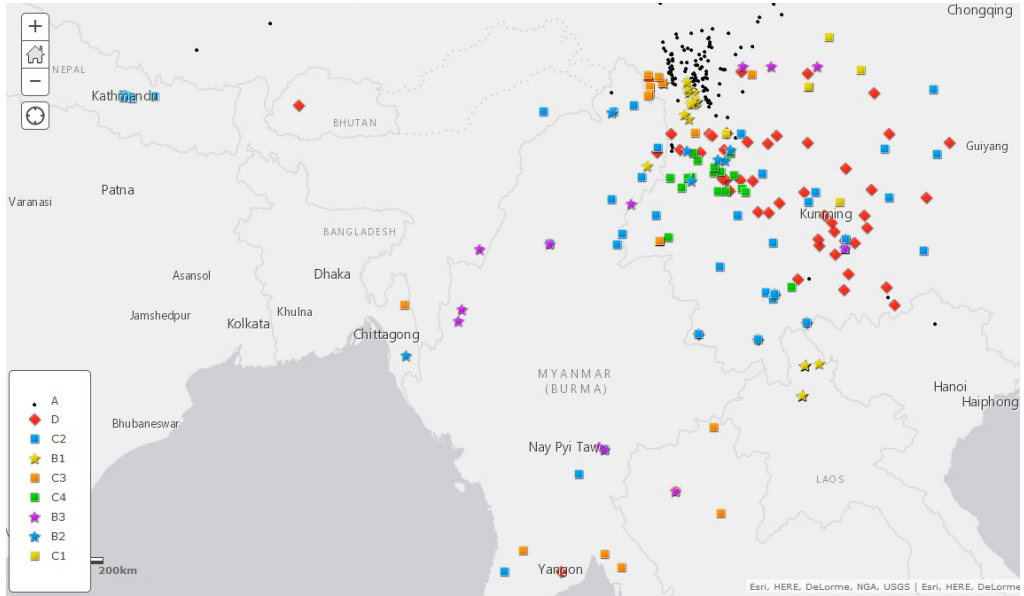 Chongqing
+
−
NEPAL
Kathmandu
BHUTAN
Guiyang
Patna
Varanasi
Kunming
BANGLADESH
Dhaka
Asansol
Jamshedpur
Khulna
Kolkata
Chittagong
MYANMAR
(BURMA)
Hanoi
Haiphong
A
D
C2
B1
C3
C4
B3
B2
C1
Bhubaneswar
Nay Pyi Taw
LAOS
200km
Yangon
Esri, HERE, DeLorme, NGA, USGS | Esri, HERE, DeLorme